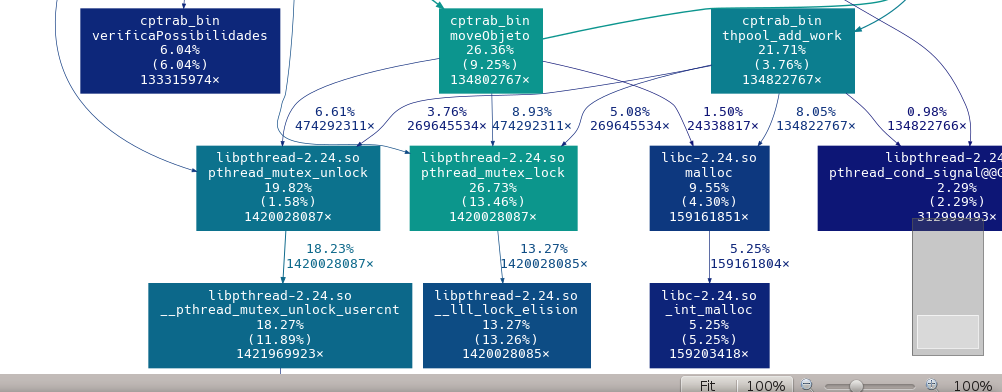 cptrab_bin
verificaPossibilidades
6.04%
(6.04%)
133315974×
cptrab_bin
moveObjeto
26.36%
(9.25%)
134802767×
cptrab_bin
thpool_add_work
21.71%
(3.76%)
134822767×
6.61%
474292311×
3.76%
269645534×
8.93%
474292311×
5.08%
269645534×
1.50%
24338817×
8.05%
134822767×
0.98%
134822766×
libpthread-2.24.so
pthread_mutex_unlock
19.82%
(1.58%)
1420028087×
libpthread-2.24.so
pthread_mutex_lock
26.73%
(13.46%)
1420028087×
libc-2.24.so
malloc
9.55%
(4.30%)
159161851×
libpthread-2.24
pthread_cond_signal@@G
2.29%
(2.29%)
312999493×
18.23%
1420028087×
13.27%
1420028085×
5.25%
159161804×
libpthread-2.24.so
__pthread_mutex_unlock_usercnt
18.27%
(11.89%)
1421969923×
libpthread-2.24.so
__lll_lock_elision
13.27%
(13.26%)
1420028085×
libc-2.24.so
_int_malloc
5.25%
(5.25%)
159203418×
Fit 100% 100%